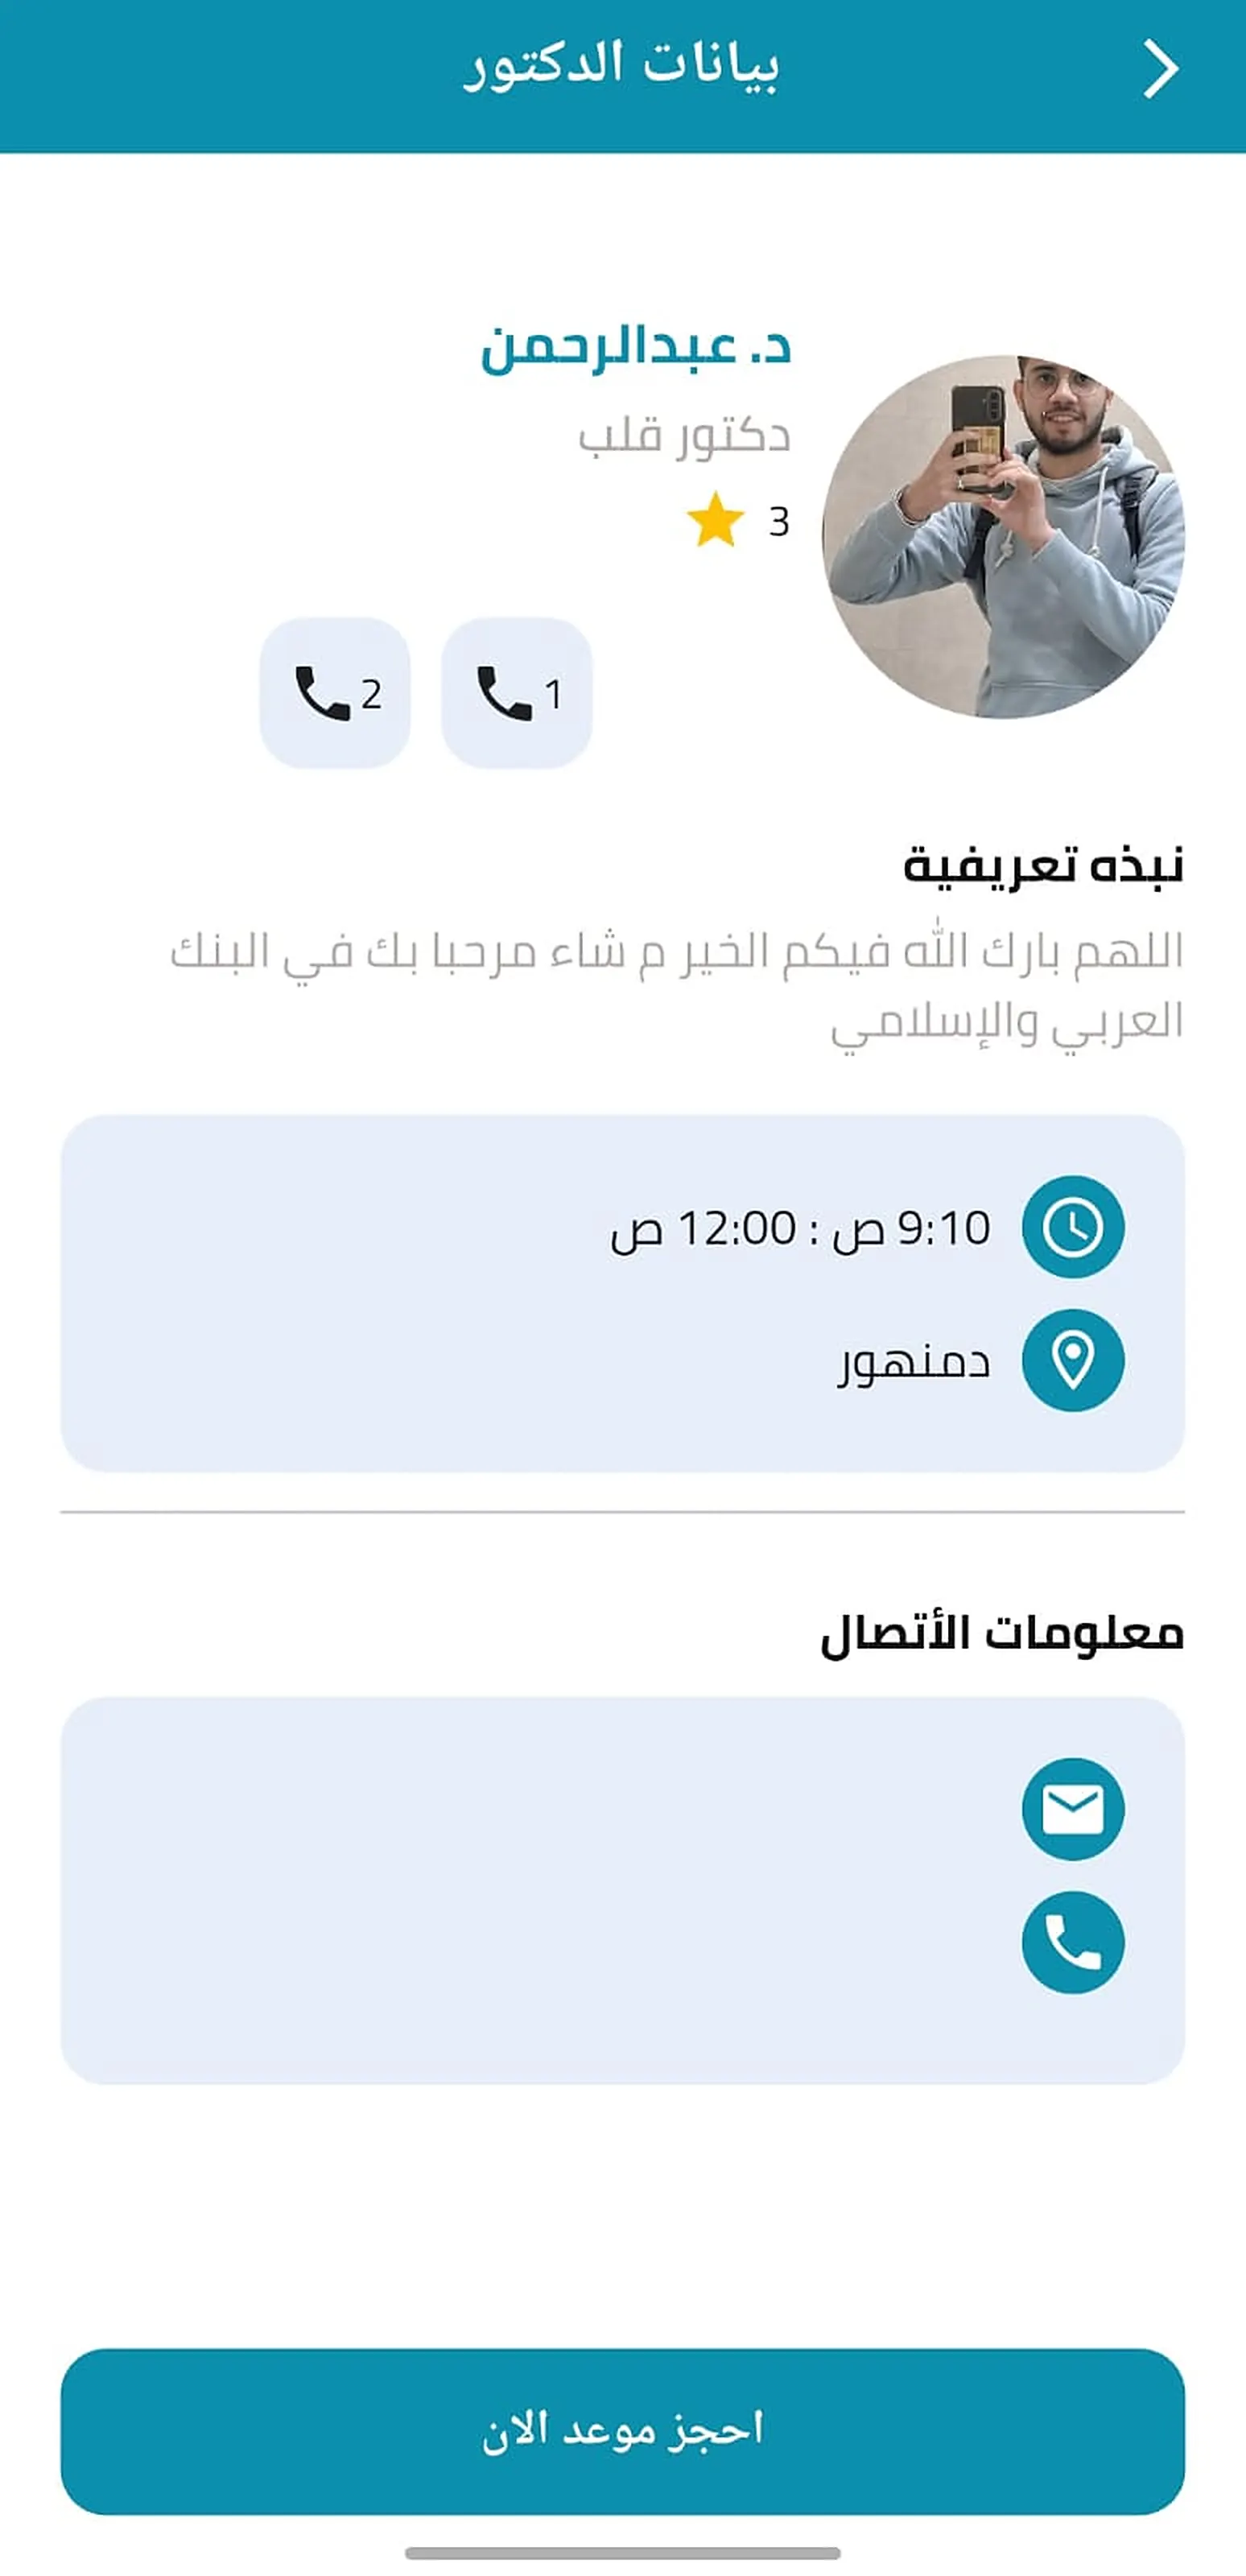 بيانات الدكتور
د. عبدالرحمن
دكتور قلب
3
1
2
نبذه تعريفية
اللهم بارك الله فيكم الخير م شاء مرحبا بك في البنك
العربي والإسلامي
9:10 ص : 12:00 ص
دمنهور
معلومات الأتصال
احجز موعد الان